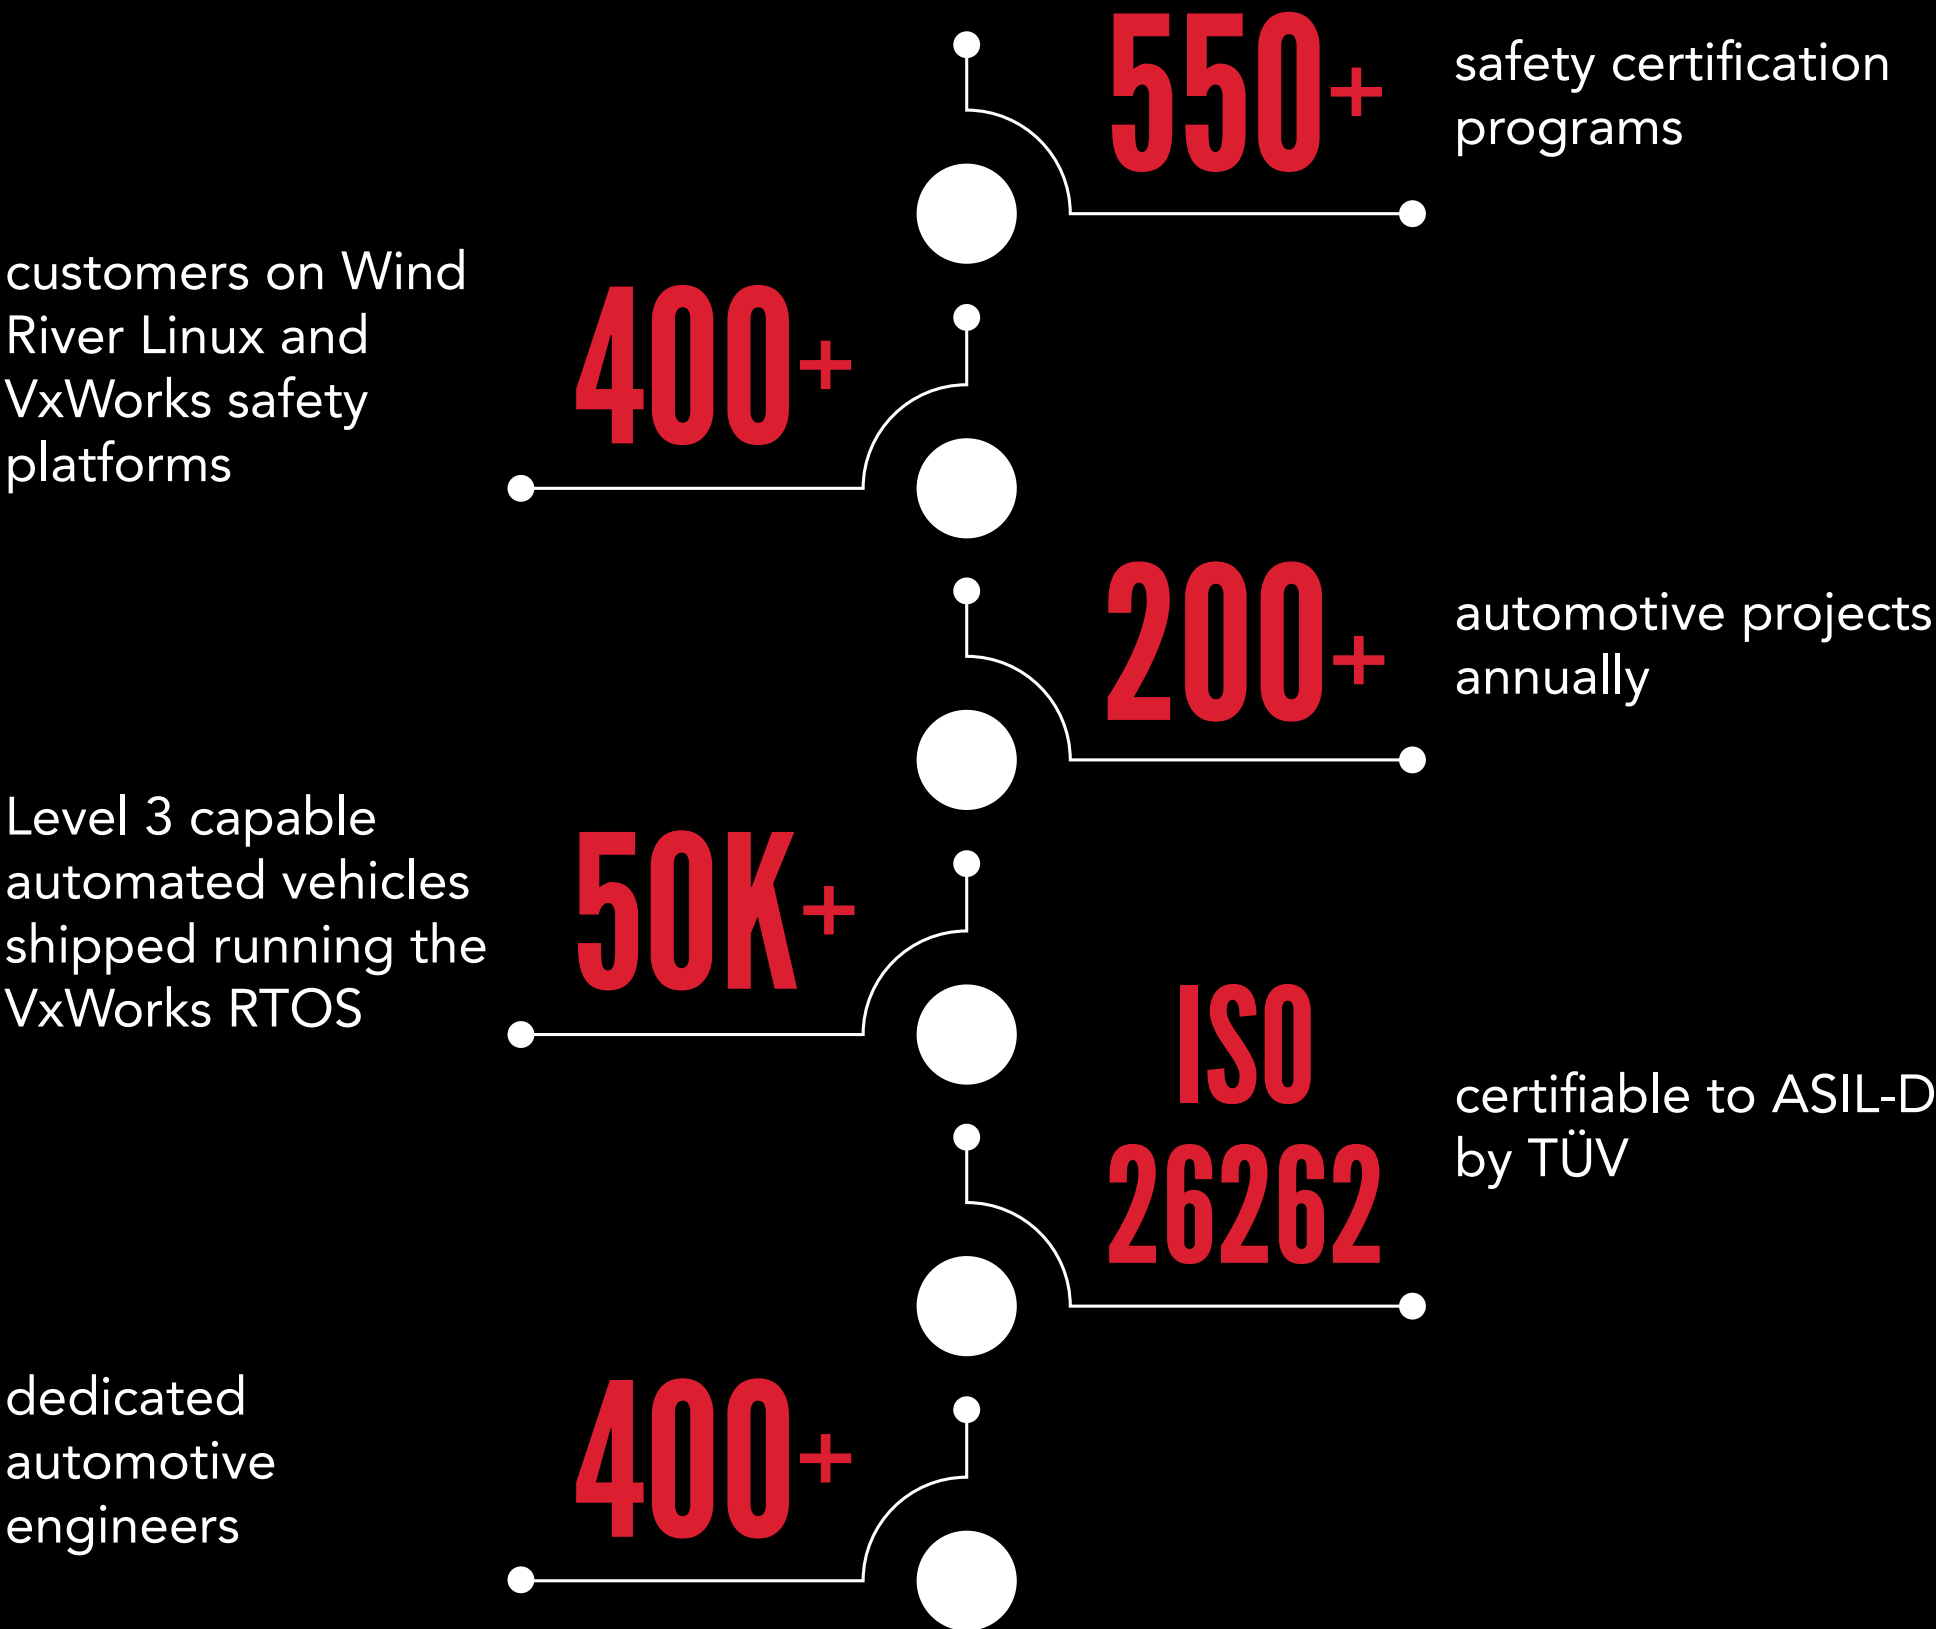 550+
safety certification
programs
customers on Wind
River Linux and
VxWorks safety
platforms
400+
200+
automotive projects
annually
Level 3 capable
automated vehicles
shipped running the
VxWorks RTOS
50K+
ISO
26262
certifiable to ASIL-D
by TÜV
dedicated
automotive
engineers
400+